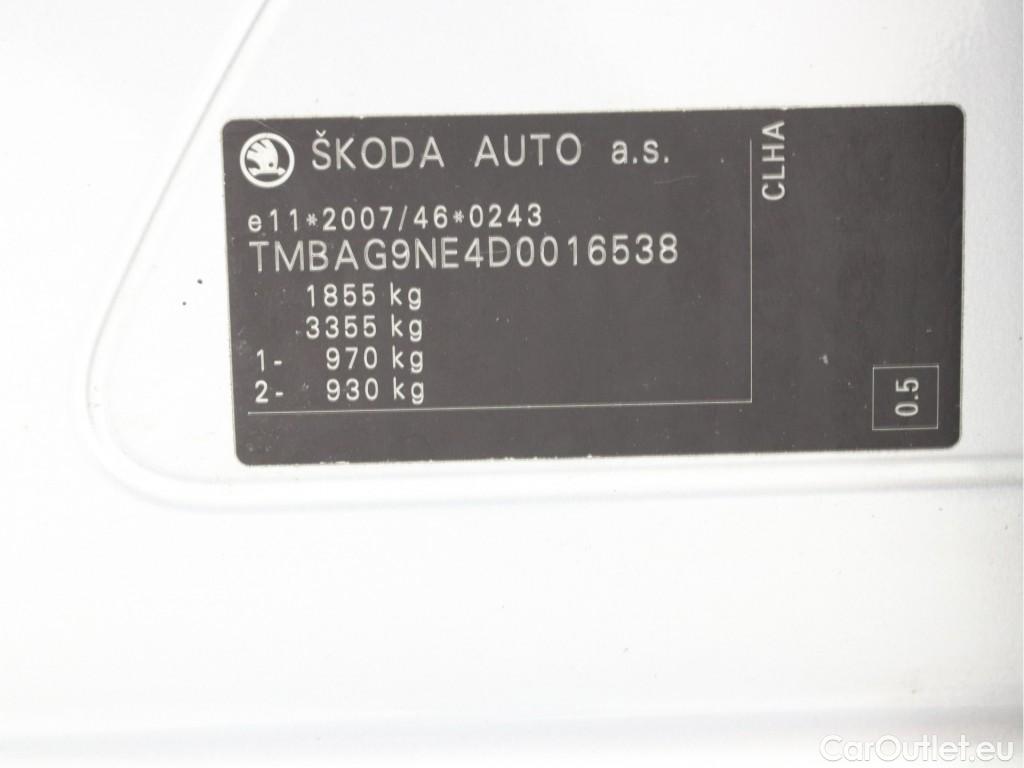 ŠKODA AUTO a.s.
e11*2007/46*0243
TMBAG9NE4D0016538
1855 kg
3355 kg
1- 970 kg
2- 930 kg
CLHA
0.5
CarOutlet.eu